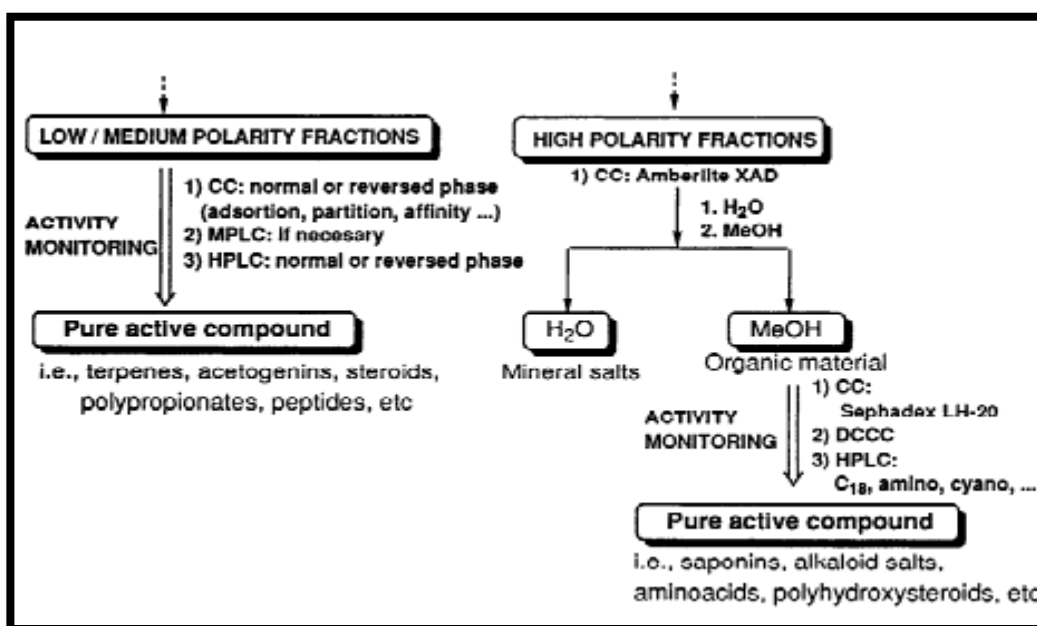 LOW / MEDIUM POLARITY FRACTIONS
ACTIVITY
MONITORING
1) CC: normal or reversed phase
(adsortion, partition, affinity ...)
2) MPLC: If necesary
3) HPLC: normal or reversed phase
Pure active compound
i.e., terpenes, acetogenins, steroids,
polypropionates, peptides, etc
HIGH POLARITY FRACTIONS
1) CC: Amberlite XAD
1. H₂O
2. MeOH
H₂O
Mineral salts
MeOH
Organic material
ACTIVITY
MONITORING
1) CC:
Sephadex LH-20
2) DCCC
3) HPLC:
C₁₈, amino, cyano, ...
Pure active compound
i.e., saponins, alkaloid salts,
aminoacids, polyhydroxysteroids, etc